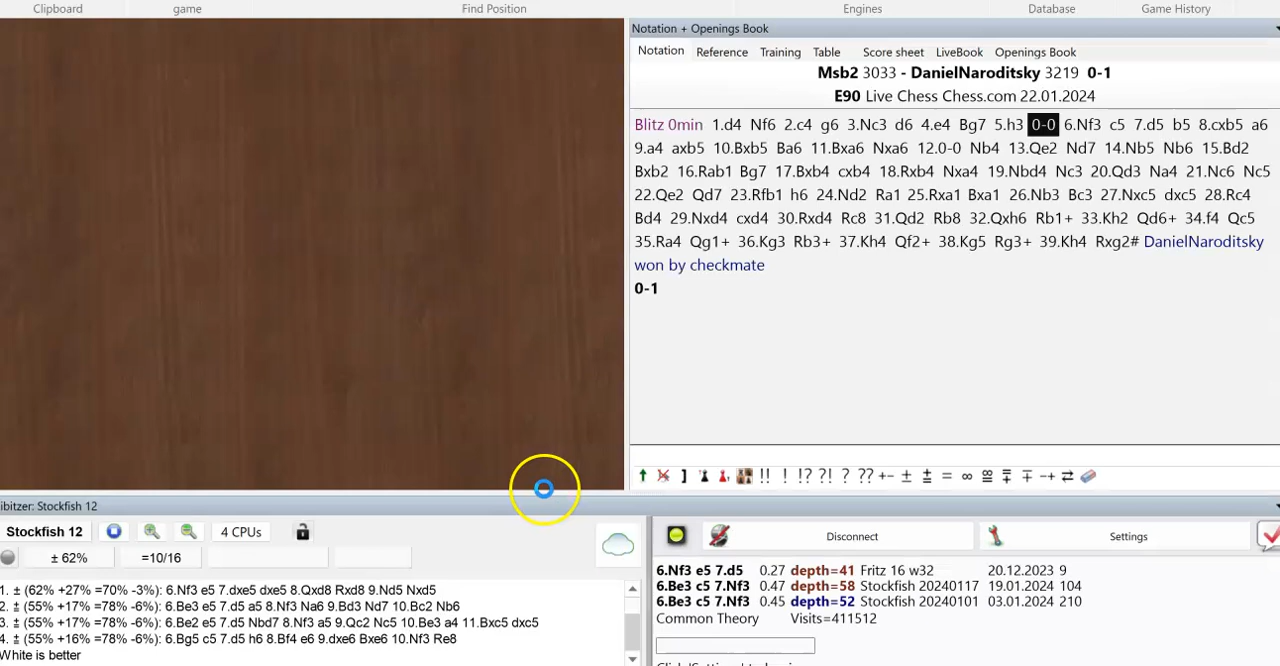 Clipboard game Find Position Engines Database Game History
Notation + Openings Book
Notation Reference Training Table Score sheet LiveBook Openings Book
Msb2 3033 - DanielNaroditsky 3219 0-1
E90 Live Chess Chess.com 22.01.2024
Blitz 0min 1.d4 Nf6 2.c4 g6 3.Nc3 d6 4.e4 Bg7 5.h3 0-0 6.Nf3 c5 7.d5 b5 8.cxb5 a6
9.a4 axb5 10.Bxb5 Ba6 11.Bxa6 Nxa6 12.0-0 Nb4 13.Qe2 Nd7 14.Nb5 Nb6 15.Bd2
Bxb2 16.Rab1 Bg7 17.Bxb4 cxb4 18.Rxb4 Nxa4 19.Nbd4 Nc3 20.Qd3 Na4 21.Nc6 Nc5
22.Qe2 Qd7 23.Rfb1 h6 24.Nd2 Ra1 25.Rxa1 Bxa1 26.Nb3 Bc3 27.Nxc5 dxc5 28.Rc4
Bd4 29.Nxd4 cxd4 30.Rxd4 Rc8 31.Qd2 Rb8 32.Qxh6 Rb1+ 33.Kh2 Qd6+ 34.f4 Qc5
35.Ra4 Qg1+ 36.Kg3 Rb3+ 37.Kh4 Qf2+ 38.Kg5 Rg3+ 39.Kh4 Rxg2# DanielNaroditsky
won by checkmate
0-1
] !! ! !? ?! ? ?? +- ± ⩲ = ∞ ⩱ ∓ -+ ⇄
ibitzer: Stockfish 12
Stockfish 12 4 CPUs
± 62% =10/16
1. ± (62% +27% =70% -3%): 6.Nf3 e5 7.dxe5 dxe5 8.Qxd8 Rxd8 9.Nd5 Nxd5
2. ⩲ (55% +17% =78% -6%): 6.Be3 e5 7.d5 a5 8.Nf3 Na6 9.Bd3 Nd7 10.Bc2 Nb6
3. ⩲ (55% +17% =78% -6%): 6.Be2 e5 7.d5 Nbd7 8.Nf3 a5 9.Qc2 Nc5 10.Be3 a4 11.Bxc5 dxc5
4. ⩲ (55% +16% =78% -6%): 6.Bg5 c5 7.d5 h6 8.Bf4 e6 9.dxe6 Bxe6 10.Nf3 Re8
White is better
Disconnect Settings
6.Nf3 e5 7.d5 0.27 depth=41 Fritz 16 w32 20.12.2023 9
6.Be3 c5 7.Nf3 0.47 depth=58 Stockfish 20240117 19.01.2024 104
6.Be3 c5 7.Nf3 0.45 depth=52 Stockfish 20240101 03.01.2024 210
Common Theory Visits=411512